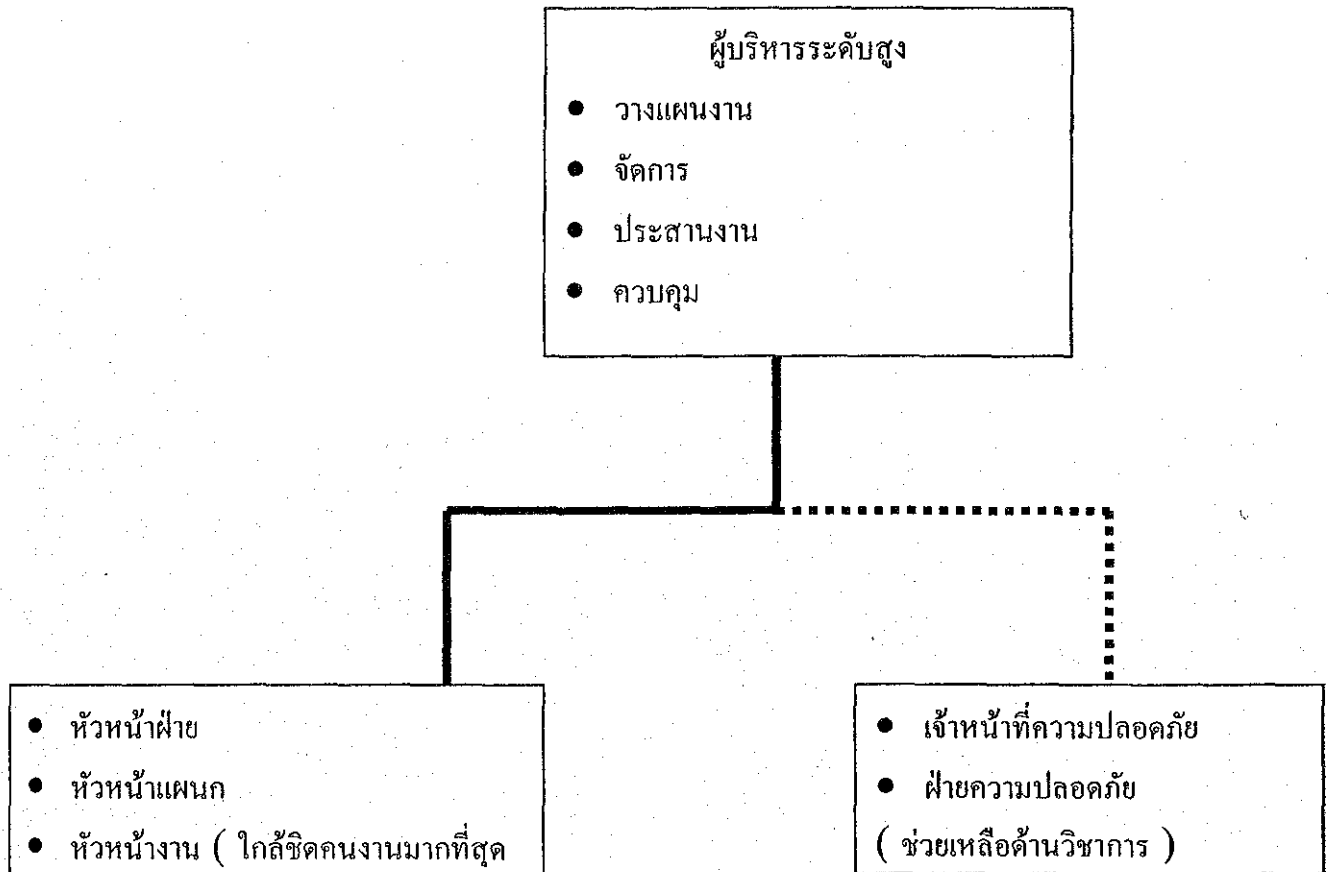 ผู้บริหารระดับสูง
● วางแผนงาน
● จัดการ
● ประสานงาน
● ควบคุม
● หัวหน้าฝ่าย
● หัวหน้าแผนก
● หัวหน้างาน ( ใกล้ชิดคนงานมากที่สุด
● เจ้าหน้าที่ความปลอดภัย
● ฝ่ายความปลอดภัย
( ช่วยเหลือด้านวิชาการ )